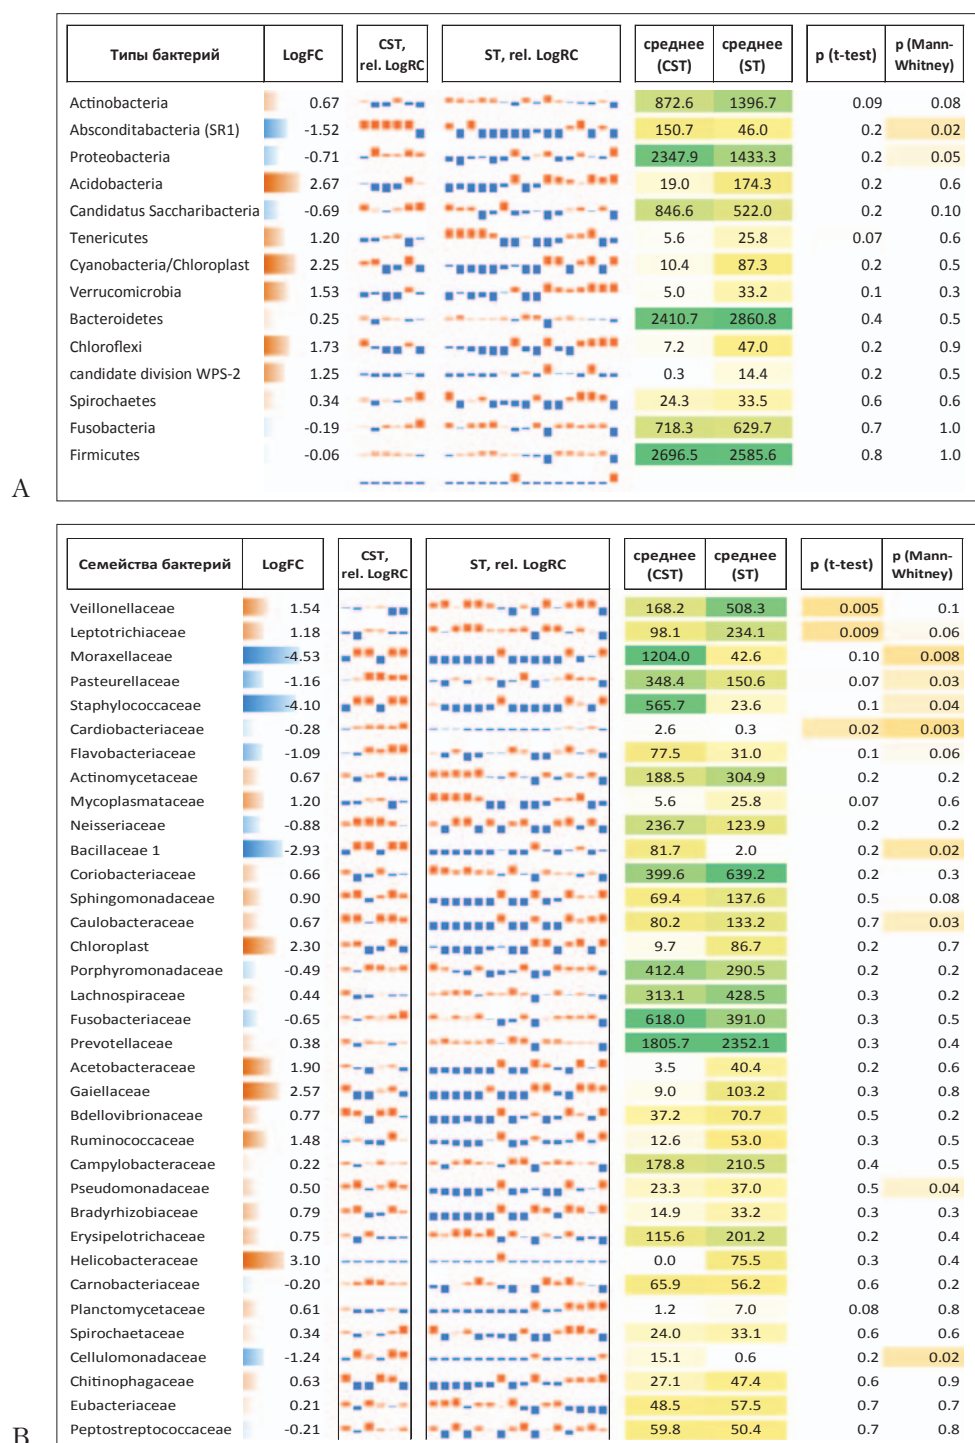 Типы бактерий LogFC CST, rel. LogRC ST, rel. LogRC среднее (CST) среднее (ST) p (t-test) p (Mann-Whitney)
Actinobacteria 0.67 872.6 1396.7 0.09 0.08
Absconditabacteria (SR1) -1.52 150.7 46.0 0.2 0.02
Proteobacteria -0.71 2347.9 1433.3 0.2 0.05
Acidobacteria 2.67 19.0 174.3 0.2 0.6
Candidatus Saccharibacteria -0.69 846.6 522.0 0.2 0.10
Tenericutes 1.20 5.6 25.8 0.07 0.6
Cyanobacteria/Chloroplast 2.25 10.4 87.3 0.2 0.5
Verrucomicrobia 1.53 5.0 33.2 0.1 0.3
Bacteroidetes 0.25 2410.7 2860.8 0.4 0.5
Chloroflexi 1.73 7.2 47.0 0.2 0.9
candidate division WPS-2 1.25 0.3 14.4 0.2 0.5
Spirochaetes 0.34 24.3 33.5 0.6 0.6
Fusobacteria -0.19 718.3 629.7 0.7 1.0
Firmicutes -0.06 2696.5 2585.6 0.8 1.0
A
Семейства бактерий LogFC CST, rel. LogRC ST, rel. LogRC среднее (CST) среднее (ST) p (t-test) p (Mann-Whitney)
Veillonellaceae 1.54 168.2 508.3 0.005 0.1
Leptotrichiaceae 1.18 98.1 234.1 0.009 0.06
Moraxellaceae -4.53 1204.0 42.6 0.10 0.008
Pasteurellaceae -1.16 348.4 150.6 0.07 0.03
Staphylococcaceae -4.10 565.7 23.6 0.1 0.04
Cardiobacteriaceae -0.28 2.6 0.3 0.02 0.003
Flavobacteriaceae -1.09 77.5 31.0 0.1 0.06
Actinomycetaceae 0.67 188.5 304.9 0.2 0.2
Mycoplasmataceae 1.20 5.6 25.8 0.07 0.6
Neisseriaceae -0.88 236.7 123.9 0.2 0.2
Bacillaceae 1 -2.93 81.7 2.0 0.2 0.02
Coriobacteriaceae 0.66 399.6 639.2 0.2 0.3
Sphingomonadaceae 0.90 69.4 137.6 0.5 0.08
Caulobacteraceae 0.67 80.2 133.2 0.7 0.03
Chloroplast 2.30 9.7 86.7 0.2 0.7
Porphyromonadaceae -0.49 412.4 290.5 0.2 0.2
Lachnospiraceae 0.44 313.1 428.5 0.3 0.2
Fusobacteriaceae -0.65 618.0 391.0 0.3 0.5
Prevotellaceae 0.38 1805.7 2352.1 0.3 0.4
Acetobacteraceae 1.90 3.5 40.4 0.2 0.6
Gaiellaceae 2.57 9.0 103.2 0.3 0.8
Bdellovibrionaceae 0.77 37.2 70.7 0.5 0.2
Ruminococcaceae 1.48 12.6 53.0 0.3 0.5
Campylobacteraceae 0.22 178.8 210.5 0.4 0.5
Pseudomonadaceae 0.50 23.3 37.0 0.5 0.04
Bradyrhizobiaceae 0.79 14.9 33.2 0.3 0.3
Erysipelotrichaceae 0.75 115.6 201.2 0.2 0.4
Helicobacteraceae 3.10 0.0 75.5 0.3 0.4
Carnobacteriaceae -0.20 65.9 56.2 0.6 0.2
Planctomycetaceae 0.61 1.2 7.0 0.08 0.8
Spirochaetaceae 0.34 24.0 33.1 0.6 0.6
Cellulomonadaceae -1.24 15.1 0.6 0.2 0.02
Chitinophagaceae 0.63 27.1 47.4 0.6 0.9
Eubacteriaceae 0.21 48.5 57.5 0.7 0.7
Peptostreptococcaceae -0.21 59.8 50.4 0.7 0.8
B